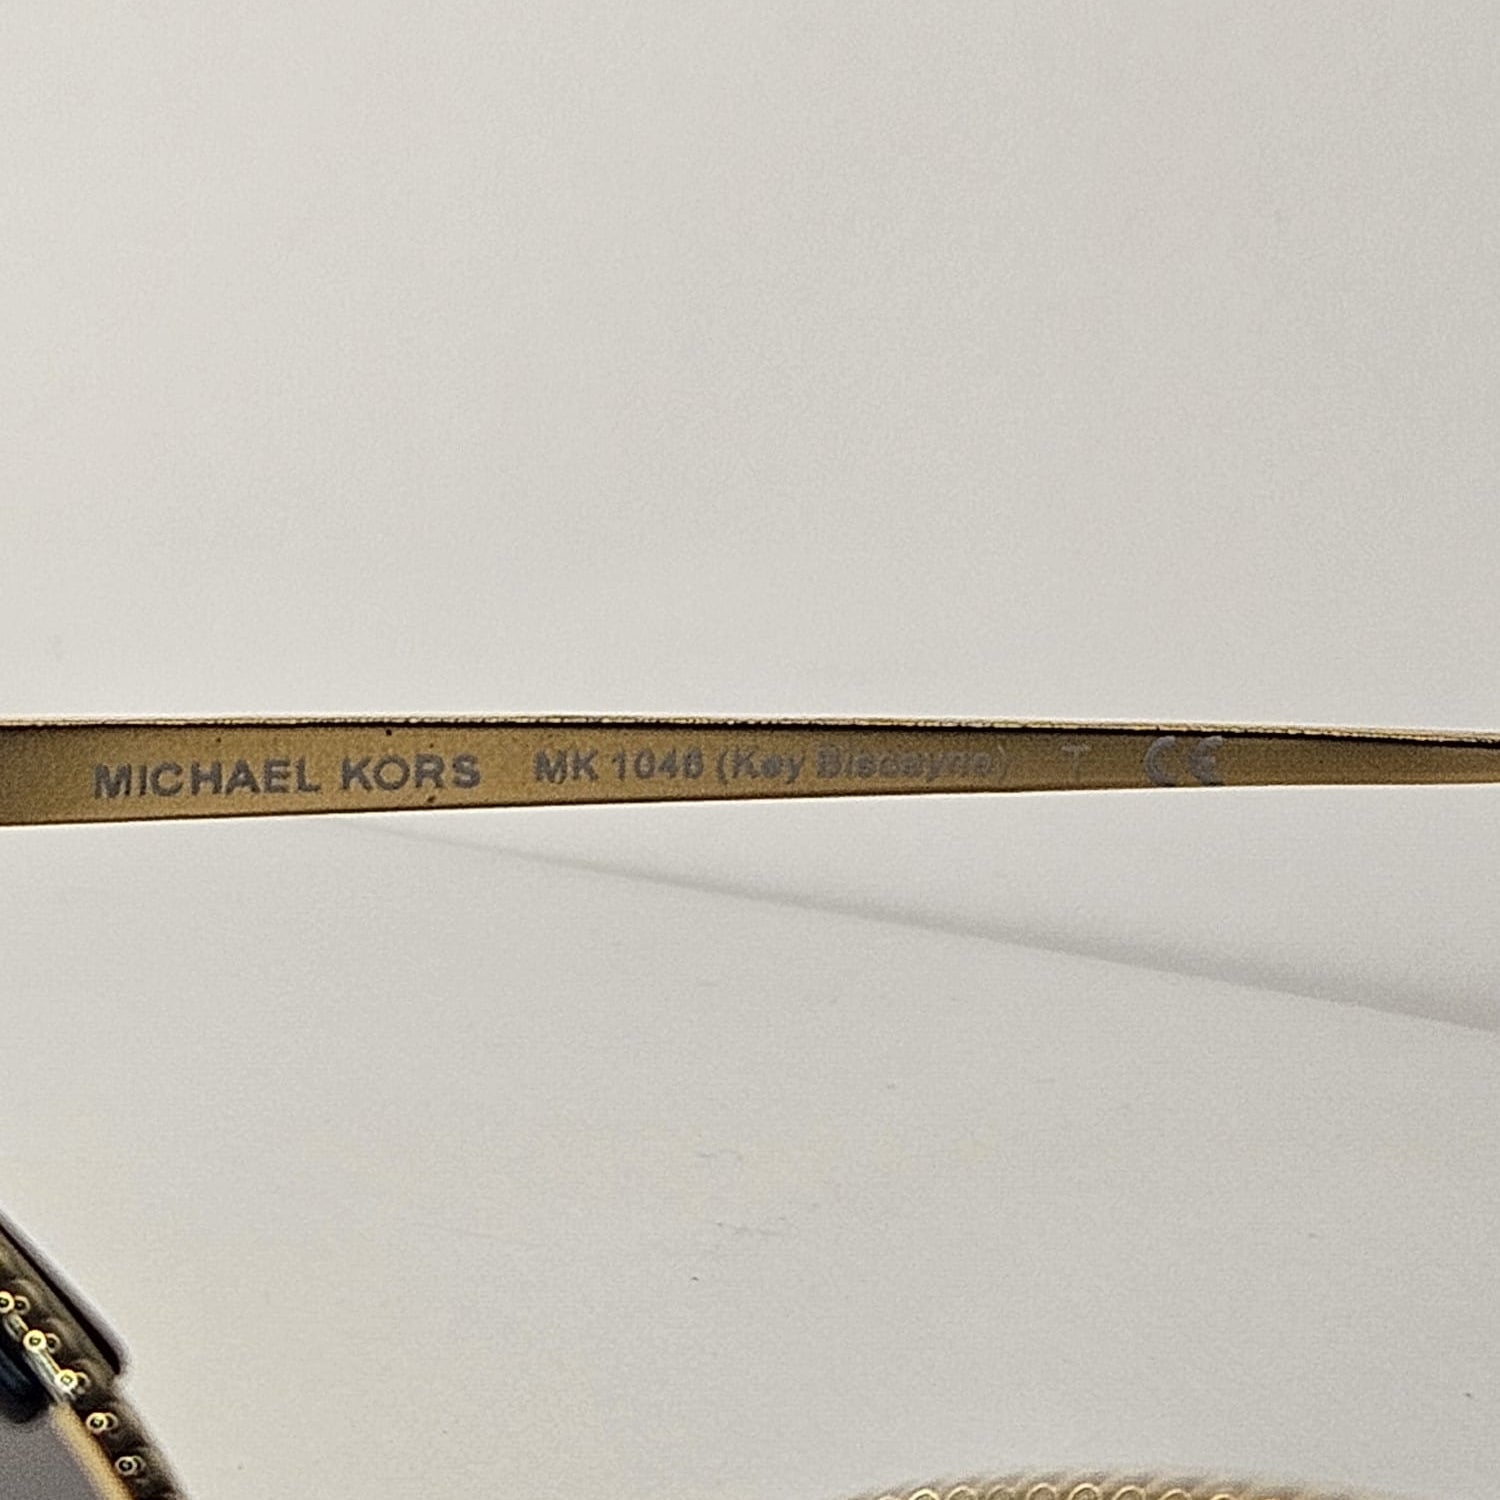 MICHAEL KORS MK 1046 (Key Biscayne) T CE